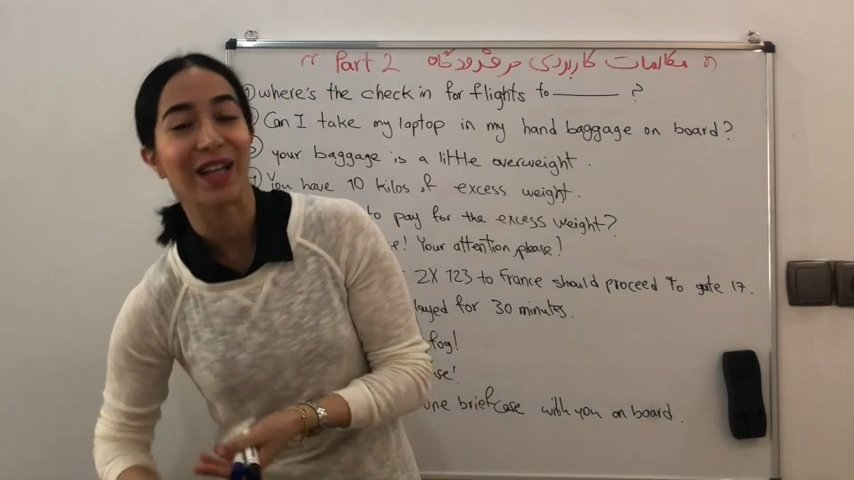 ~ Part 2 مکالمات کاربردی در فرودگاه
① where's the check in for flights to ______ ?
Can I take my laptop in my hand baggage on board?
your baggage is a little overweight.
You have 10 kilos of excess weight.
to pay for the excess weight?
! Your attention please!
2X 123 to France should proceed to gate 17.
layed for 30 minutes.
fog!
se!
one briefcase with you on board.